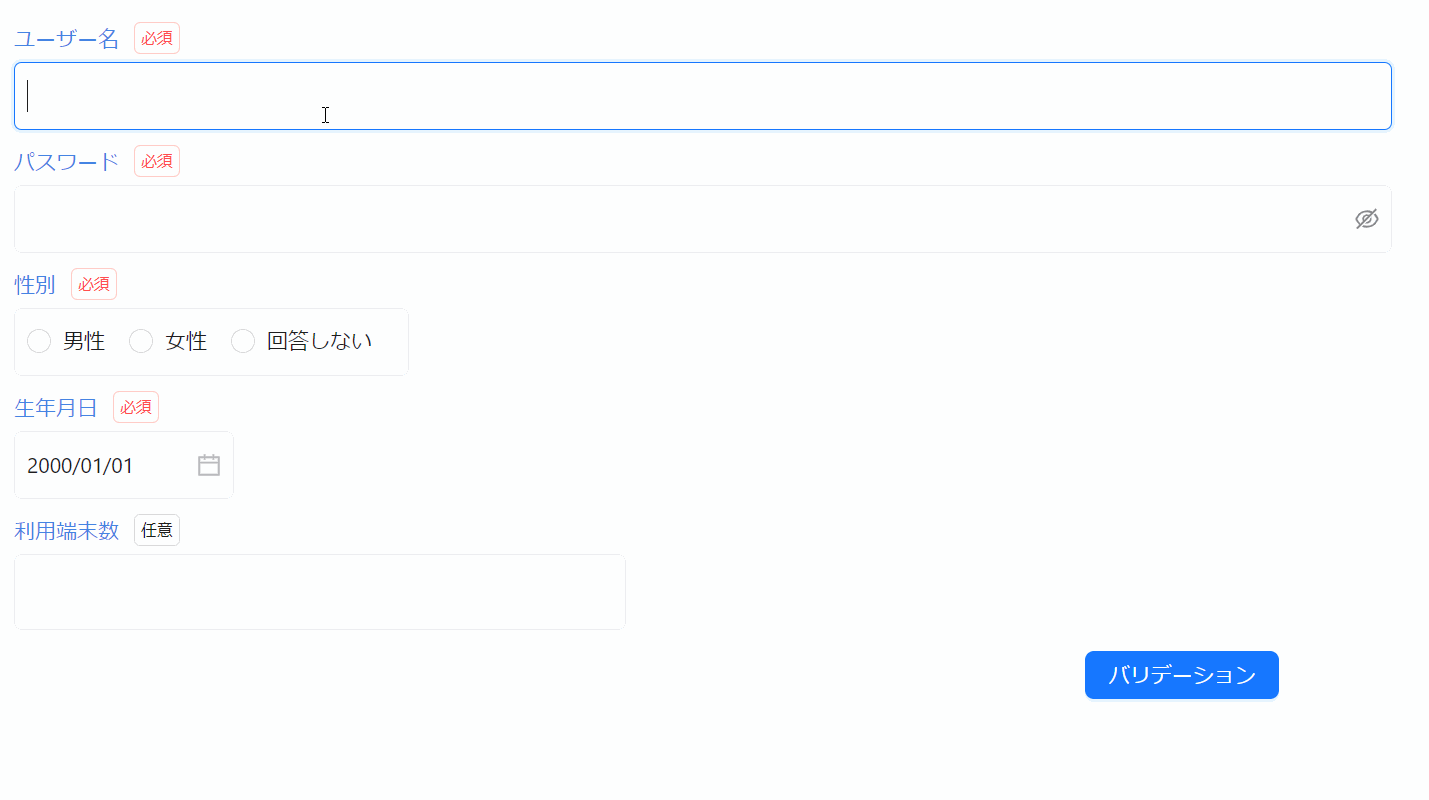 ユーザー名 必須
パスワード 必須
性別 必須
男性 女性 回答しない
生年月日 必須
2000/01/01
利用端末数 任意
バリデーション